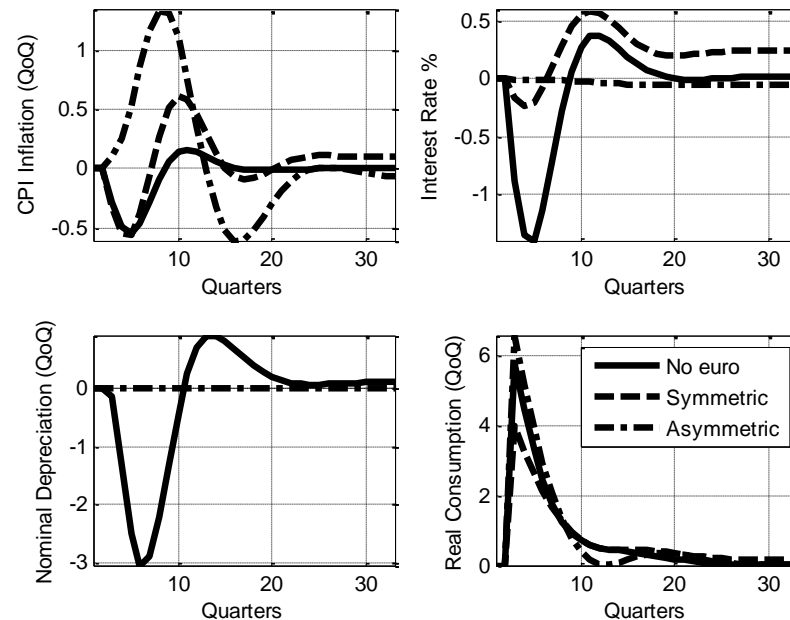 CPI Inflation (QoQ)
1
0.5
0
-0.5
10
20
30
Quarters
Interest Rate %
0.5
0
-0.5
-1
10
20
30
Quarters
Nominal Depreciation (QoQ)
0
-1
-2
-3
10
20
30
Quarters
Real Consumption (QoQ)
6
4
2
0
10
20
30
Quarters
No euro
Symmetric
Asymmetric